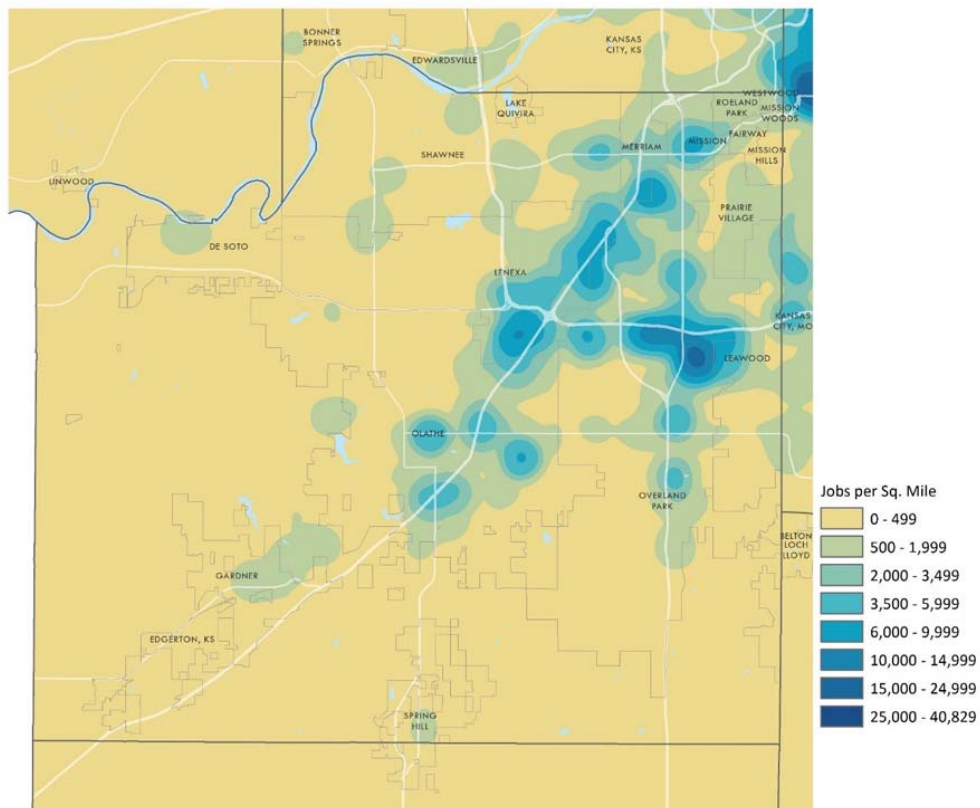 BONNER
SPRINGS
KANSAS
CITY, KS
EDWARDSVILLE
WESTWOOD
LAKE
QUIVIRA
ROELAND
PARK
MISSION
WOODS
FAIRWAY
MISSION
MERRIAM
SHAWNEE
MISSION
HILLS
LINWOOD
PRAIRIE
VILLAGE
DE SOTO
LENEXA
KANSAS
CITY, MO
LEAWOOD
OLATHE
OVERLAND
PARK
BELTON
LOCH
LLOYD
GARDNER
EDGERTON, KS
SPRING
HILL
Jobs per Sq. Mile
0 - 499
500 - 1,999
2,000 - 3,499
3,500 - 5,999
6,000 - 9,999
10,000 - 14,999
15,000 - 24,999
25,000 - 40,829